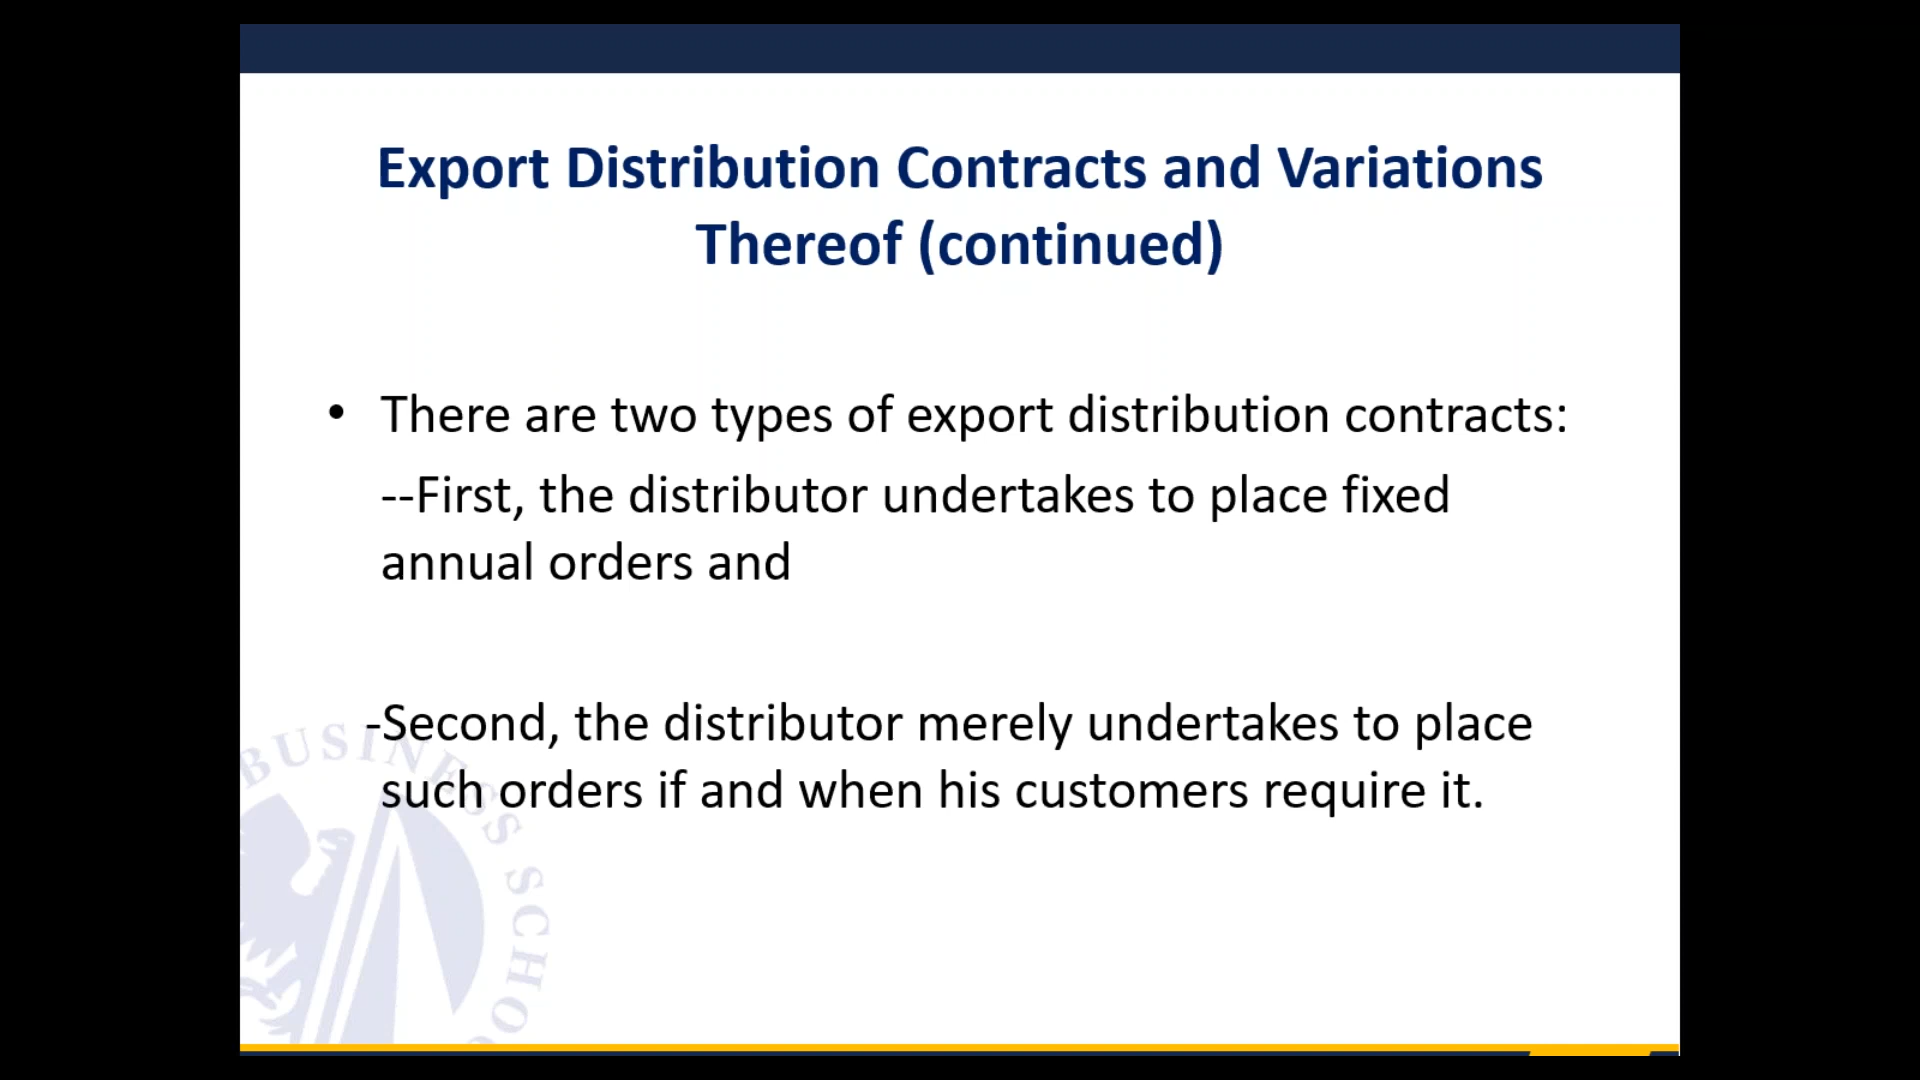 Export Distribution Contracts and Variations
Thereof (continued)
• There are two types of export distribution contracts:
--First, the distributor undertakes to place fixed
annual orders and
-Second, the distributor merely undertakes to place
such orders if and when his customers require it.
BUSINESS SCHO